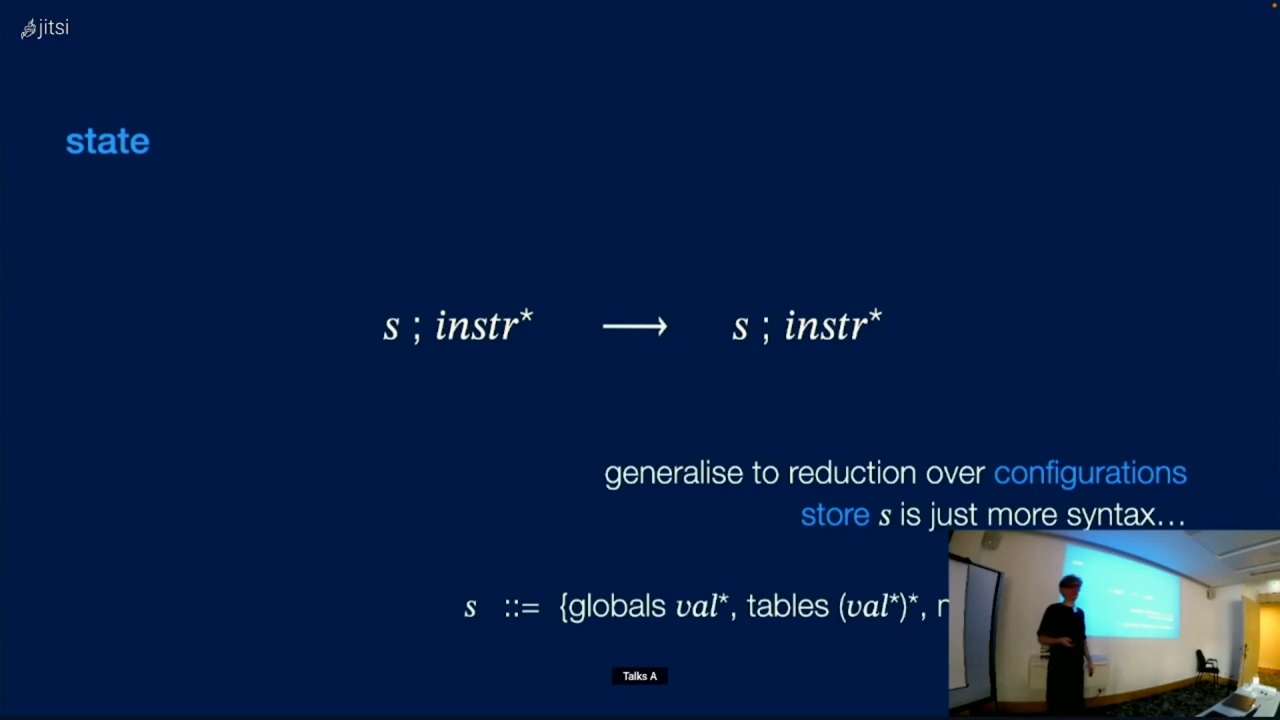 jitsi
state
s ; instr* ⟶ s ; instr*
generalise to reduction over configurations
store s is just more syntax…
s ::= {globals val*, tables (val*)*,
Talks A